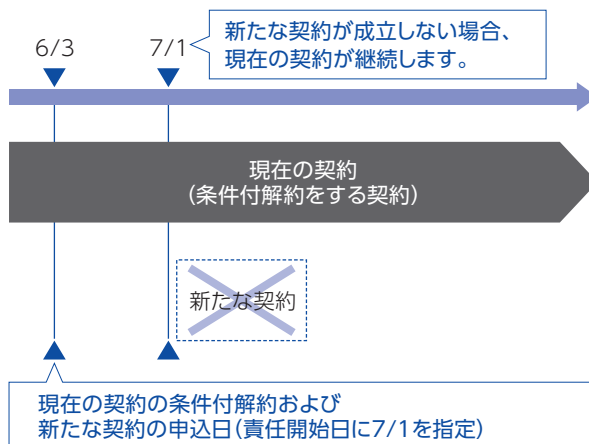 6/3
7/1
新たな契約が成立しない場合、
現在の契約が継続します。
現在の契約
(条件付解約をする契約)
新たな契約
現在の契約の条件付解約および
新たな契約の申込日(責任開始日に7/1を指定)